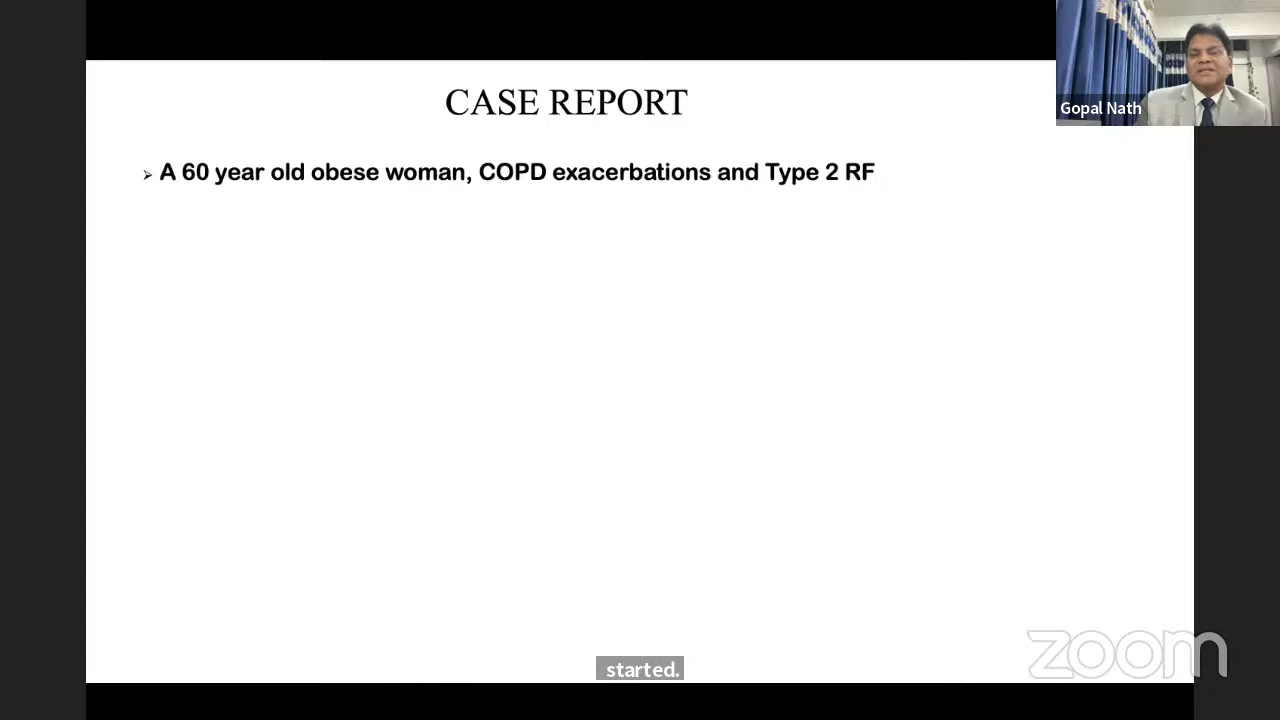 CASE REPORT
Gopal Nath
➢ A 60 year old obese woman, COPD exacerbations and Type 2 RF
started.
zoom